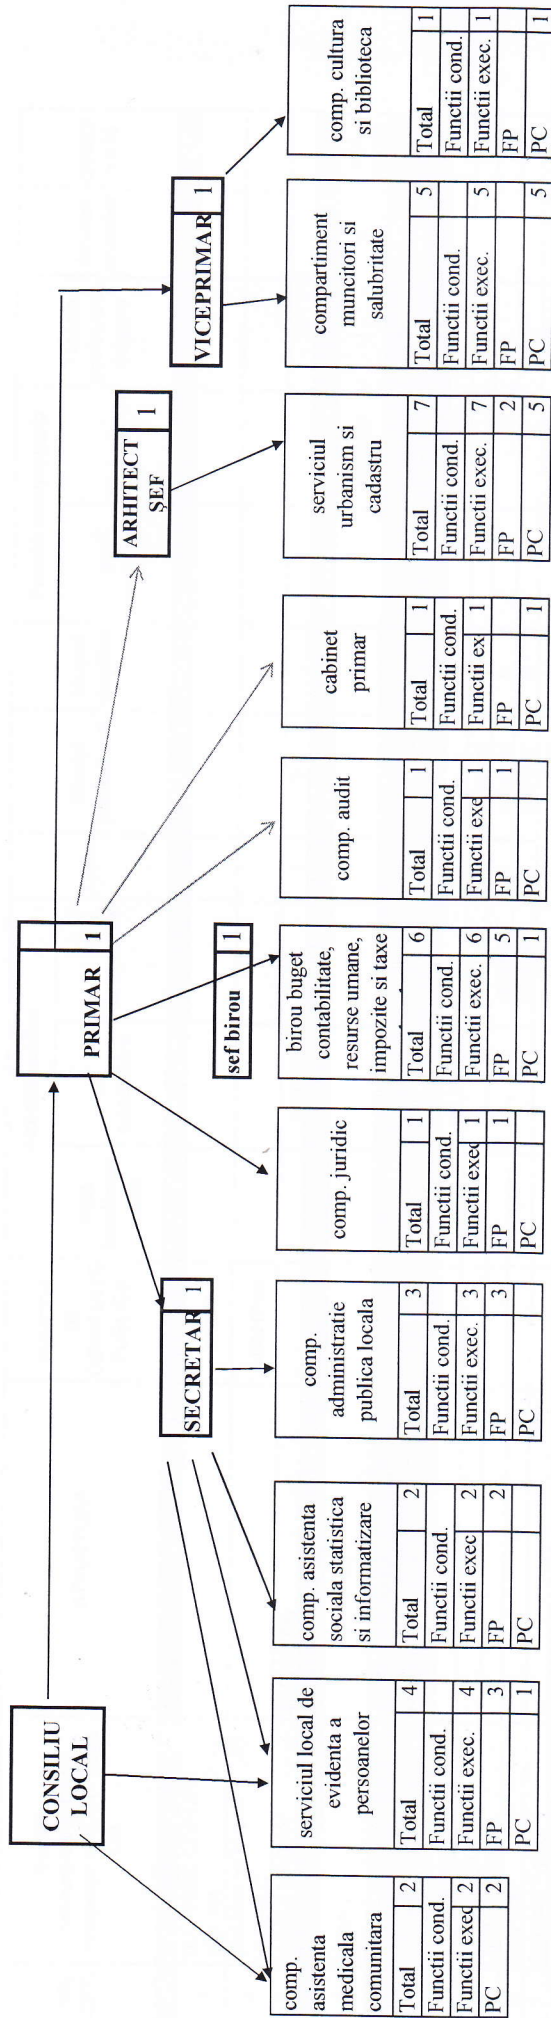 CONSILIU
LOCAL
PRIMAR 1
VICEPRIMAR 1
ARHITECT
ŞEF 1
SECRETAR 1
sef birou 1
comp.
asistenta
medicala
comunitara
Total 2
Functii cond.
Functii exec 2
PC 2
serviciul local de
evidenta a
persoanelor
Total 4
Functii cond.
Functii exec. 4
FP 3
PC 1
comp. asistenta
sociala statistica
si informatizare
Total 2
Functii cond.
Functii exec 2
FP 2
PC
comp.
administratie
publica locala
Total 3
Functii cond.
Functii exec. 3
FP 3
PC
comp. juridic
Total 1
Functii cond.
Functii exec 1
FP 1
PC
birou buget
contabilitate,
resurse umane,
impozite si taxe
Total 6
Functii cond.
Functii exec. 6
FP 5
PC 1
comp. audit
Total 1
Functii cond.
Functii exe 1
FP 1
PC
cabinet
primar
Total 1
Functii cond.
Functii ex 1
FP
PC 1
serviciul
urbanism si
cadastru
Total 7
Functii cond.
Functii exec. 7
FP 2
PC 5
compartiment
muncitori si
salubritate
Total 5
Functii cond.
Functii exec. 5
FP
PC 5
comp. cultura
si biblioteca
Total 1
Functii cond.
Functii exec. 1
FP
PC 1